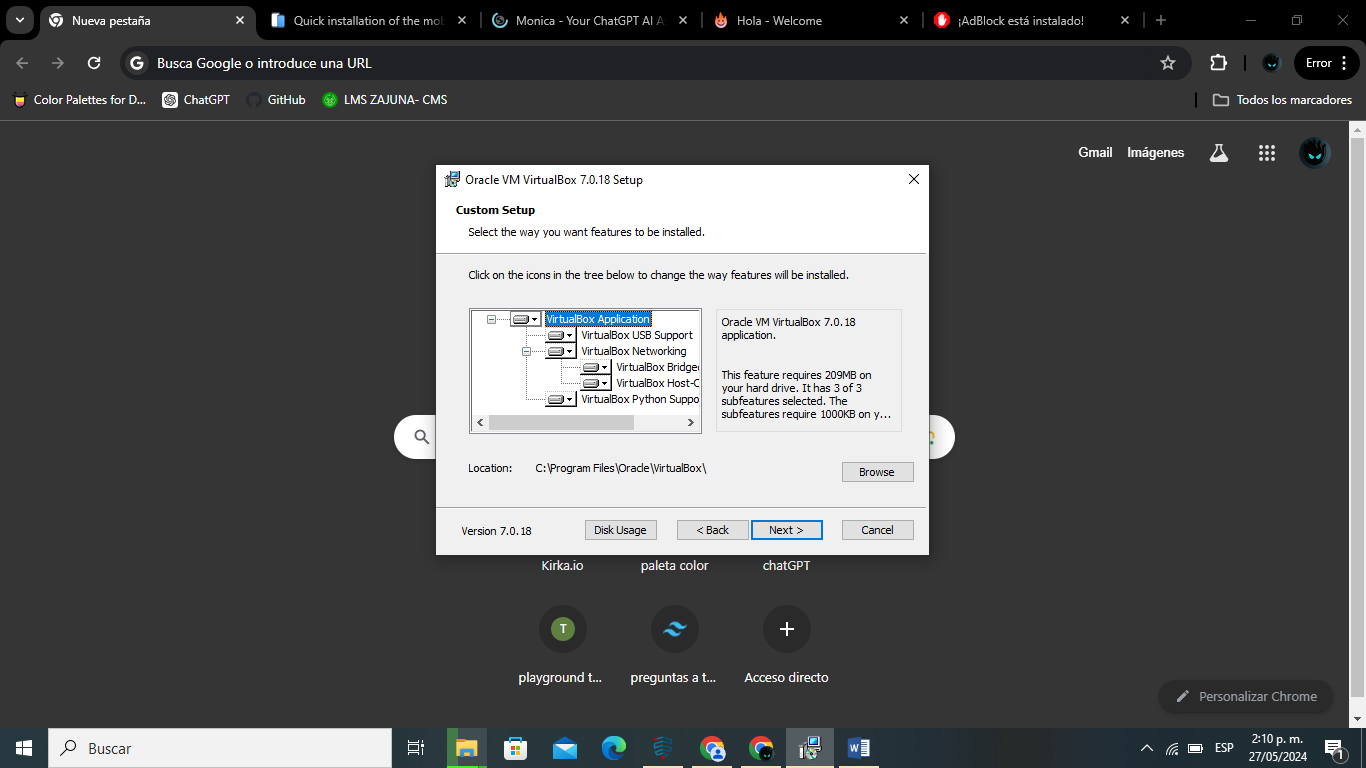 Nueva pestaña
Quick installation of the mob
Monica - Your ChatGPT AI A
Hola - Welcome
¡AdBlock está instalado!
Busca Google o introduce una URL
Error
Color Palettes for D...
ChatGPT
GitHub
LMS ZAJUNA- CMS
Todos los marcadores
Gmail
Imágenes
Oracle VM VirtualBox 7.0.18 Setup
Custom Setup
Select the way you want features to be installed.
Click on the icons in the tree below to change the way features will be installed.
VirtualBox Application
VirtualBox USB Support
VirtualBox Networking
VirtualBox Bridged
VirtualBox Host-O
VirtualBox Python Suppo
Oracle VM VirtualBox 7.0.18
application.
This feature requires 209MB on
your hard drive. It has 3 of 3
subfeatures selected. The
subfeatures require 1000KB on y...
Location:
C:\Program Files\Oracle\VirtualBox\
Browse
Version 7.0.18
Disk Usage
< Back
Next >
Cancel
Kirka.io
paleta color
chatGPT
T
playground t...
preguntas a t...
Acceso directo
Personalizar Chrome
Buscar
ESP
2:10 p. m.
27/05/2024
1